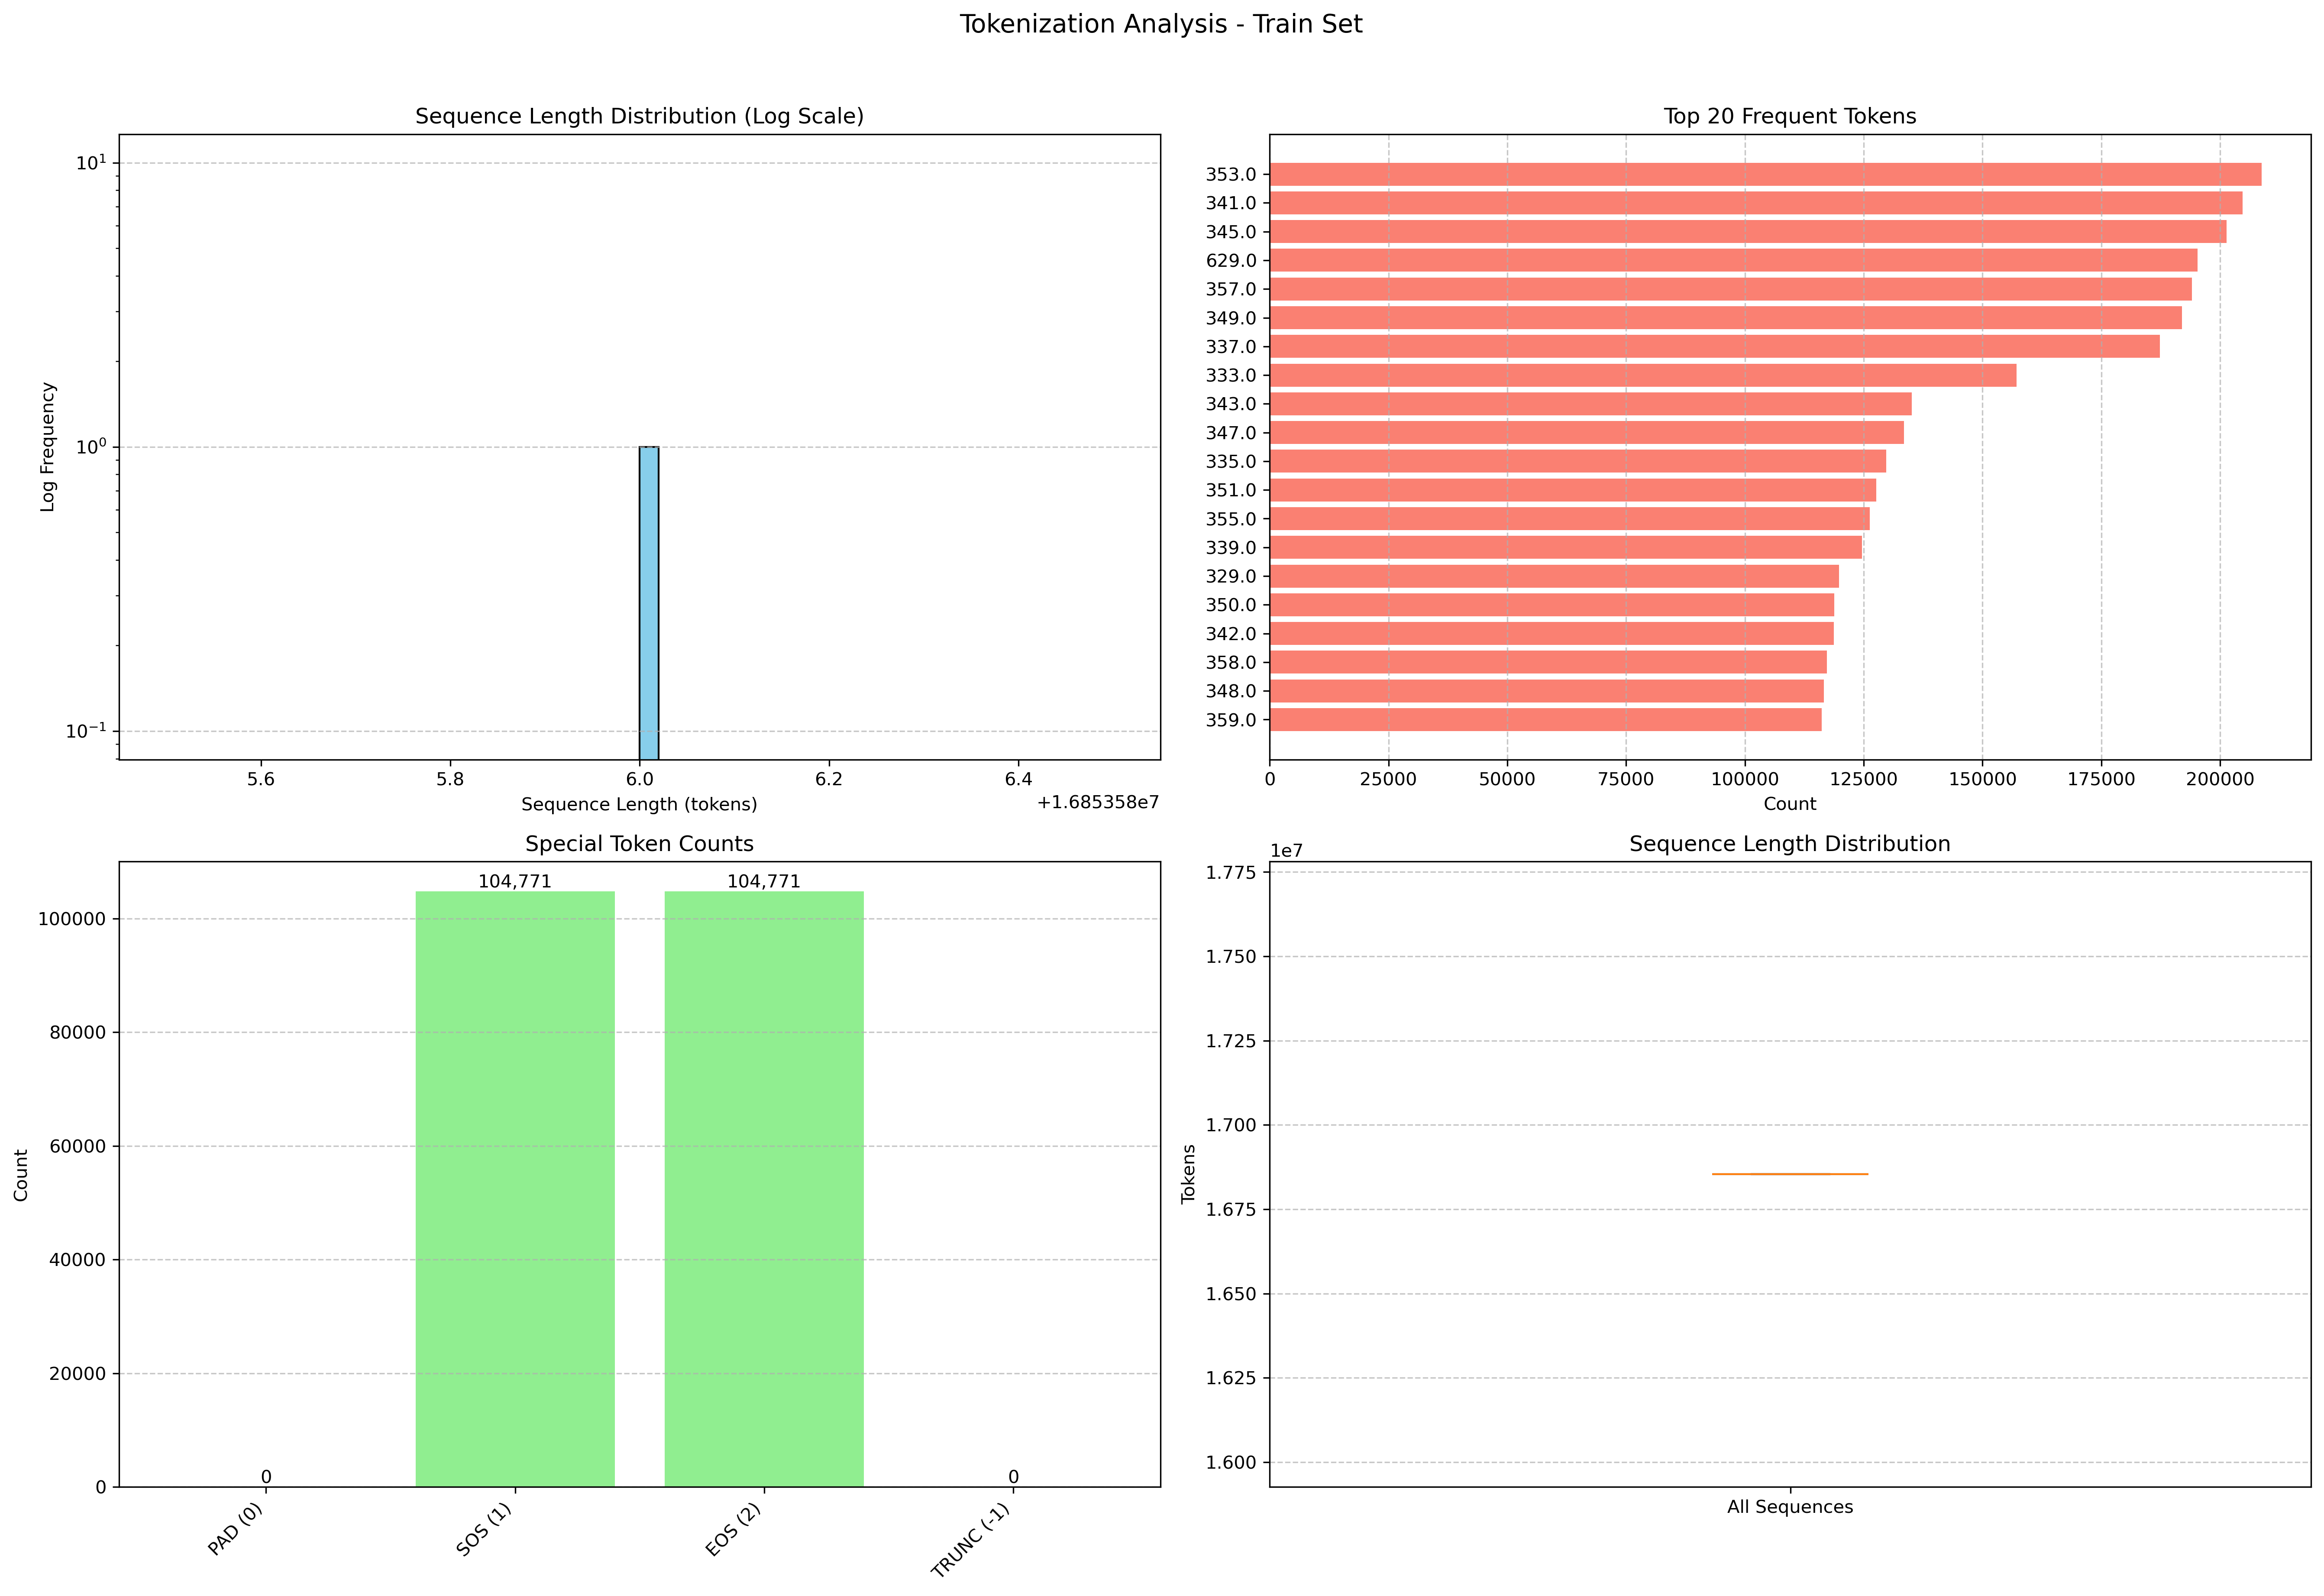 Tokenization Analysis - Train Set
Sequence Length Distribution (Log Scale)
10¹
10⁰
10⁻¹
Log Frequency
5.6 5.8 6.0 6.2 6.4
Sequence Length (tokens)
+1.685358e7
Top 20 Frequent Tokens
353.0
341.0
345.0
629.0
357.0
349.0
337.0
333.0
343.0
347.0
335.0
351.0
355.0
339.0
329.0
350.0
342.0
358.0
348.0
359.0
0 25000 50000 75000 100000 125000 150000 175000 200000
Count
Special Token Counts
104,771 104,771
100000
80000
60000
40000
20000
0
Count
0 0
PAD (0) SOS (1) EOS (2) TRUNC (-1)
Sequence Length Distribution
1e7
1.775
1.750
1.725
1.700
1.675
1.650
1.625
1.600
Tokens
All Sequences